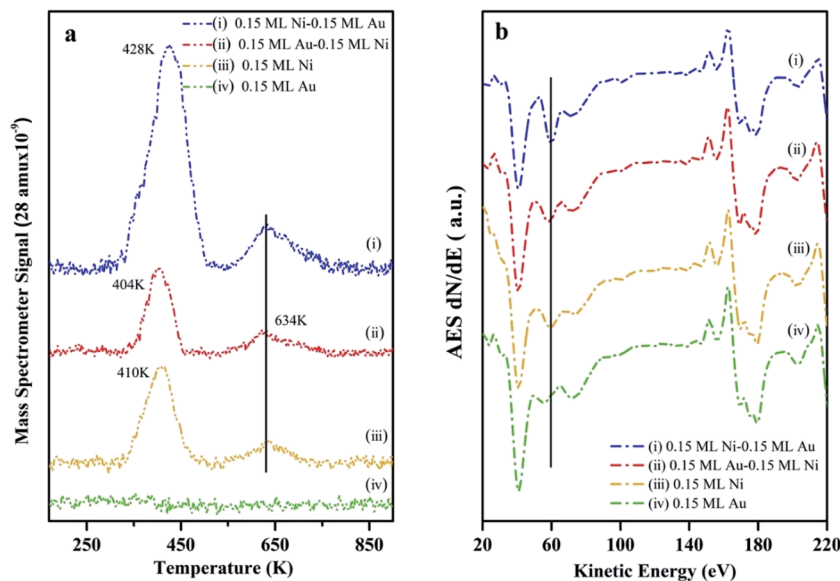 a
(i) 0.15 ML Ni-0.15 ML Au
(ii) 0.15 ML Au-0.15 ML Ni
(iii) 0.15 ML Ni
(iv) 0.15 ML Au
428K
(i)
404K
634K
(ii)
410K
(iii)
(iv)
250 450 650 850
Temperature (K)
Mass Spectrometer Signal (28 amux10-9)
b
(i)
(ii)
(iii)
(iv)
(i) 0.15 ML Ni-0.15 ML Au
(ii) 0.15 ML Au-0.15 ML Ni
(iii) 0.15 ML Ni
(iv) 0.15 ML Au
20 60 100 140 180 220
Kinetic Energy (eV)
AES dN/dE ( a.u.)